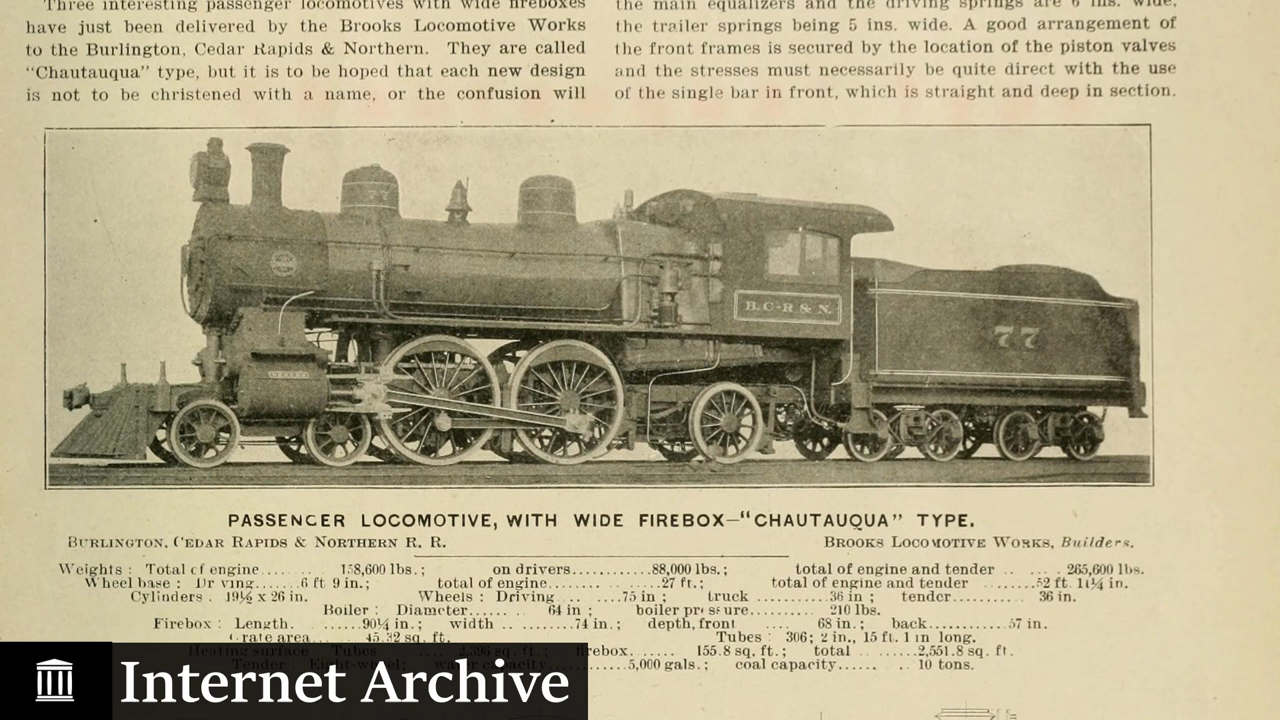 Three interesting passenger locomotives with wide fireboxes
have just been delivered by the Brooks Locomotive Works
to the Burlington, Cedar Rapids & Northern. They are called
“Chautauqua” type, but it is to be hoped that each new design
is not to be christened with a name, or the confusion will
the main equalizers and the driving springs are 6 ins. wide,
the trailer springs being 5 ins. wide. A good arrangement of
the front frames is secured by the location of the piston valves
and the stresses must necessarily be quite direct with the use
of the single bar in front, which is straight and deep in section.
77
B. C-R & N.
77
PASSENGER LOCOMOTIVE, WITH WIDE FIREBOX—“CHAUTAUQUA” TYPE.
BURLINGTON, CEDAR RAPIDS & NORTHERN R. R.
BROOKS LOCOMOTIVE WORKS, Builders.
Weights: Total of engine......158,600 lbs.; on drivers......88,000 lbs.; total of engine and tender......265,600 lbs.
Wheel base: Driving......6 ft 9 in.; total of engine......27 ft.; total of engine and tender......52 ft. 11¼ in.
Cylinders. 19½ x 26 in. Wheels: Driving......75 in; truck......36 in; tender......36 in.
Boiler: Diameter......64 in; boiler pressure......210 lbs.
Firebox: Length......90¼ in.; width......74 in.; depth, front......68 in.; back......57 in.
Grate area......45.32 sq. ft. Tubes: 306; 2 in., 15 ft. 1 in long.
Heating surface Tubes......2,396 sq. ft.; firebox......155.8 sq. ft.; total......2,551.8 sq. ft.
Tender: Eight-wheel; water capacity......5,000 gals.; coal capacity......10 tons.
Internet Archive